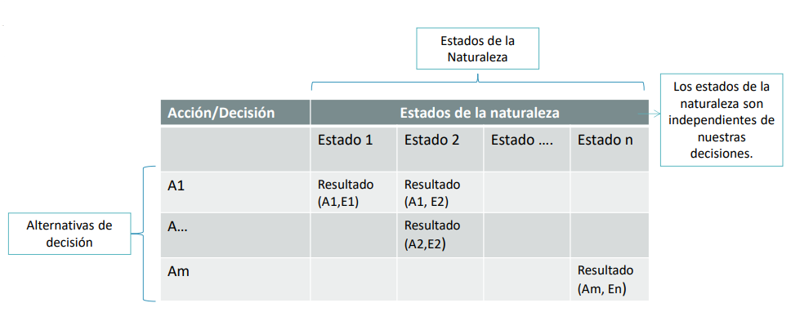 Estados de la
Naturaleza
Los estados de la
naturaleza son
independientes de
nuestras
decisiones.
Acción/Decisión Estados de la naturaleza
Estado 1 Estado 2 Estado .... Estado n
A1 Resultado Resultado
(A1,E1) (A1, E2)
Alternativas de
decisión
A... Resultado
(A2,E2)
Am Resultado
(Am, En)